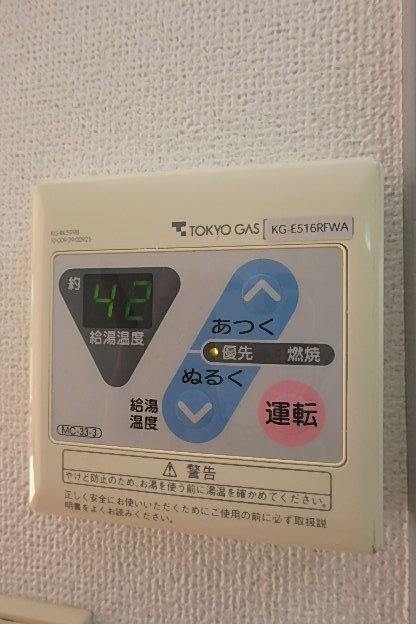 TOKYO GAS KG-E516RFWA
約 42
給湯温度
あつく
優先 燃焼
ぬるく
給湯
温度
運転
MC-33-3
⚠ 警告
やけど防止のため、お湯を使う前に湯温を確かめてください。
正しく安全にお使いいただくためにご使用の前に必ず取扱説
明書をよくお読みください。